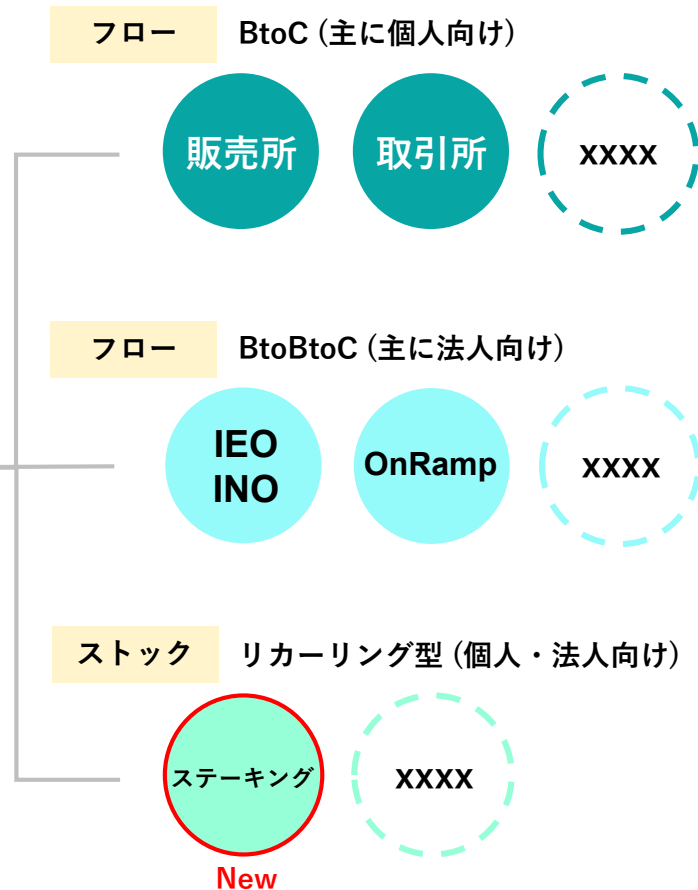 フロー BtoC (主に個人向け)
販売所 取引所 xxxx
フロー BtoBtoC (主に法人向け)
IEO
INO
OnRamp
xxxx
ストック リカーリング型 (個人・法人向け)
ステーキング xxxx
New